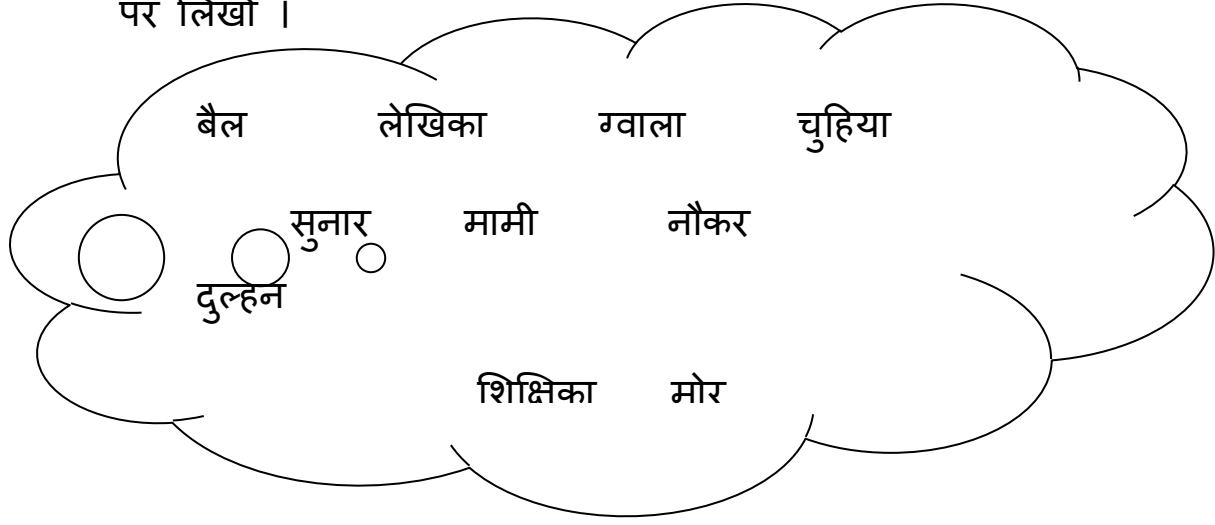 पर लिखो ।
बैल लेखिका ग्वाला चुहिया
सुनार मामी नौकर
दुल्हन
शिक्षिका मोर